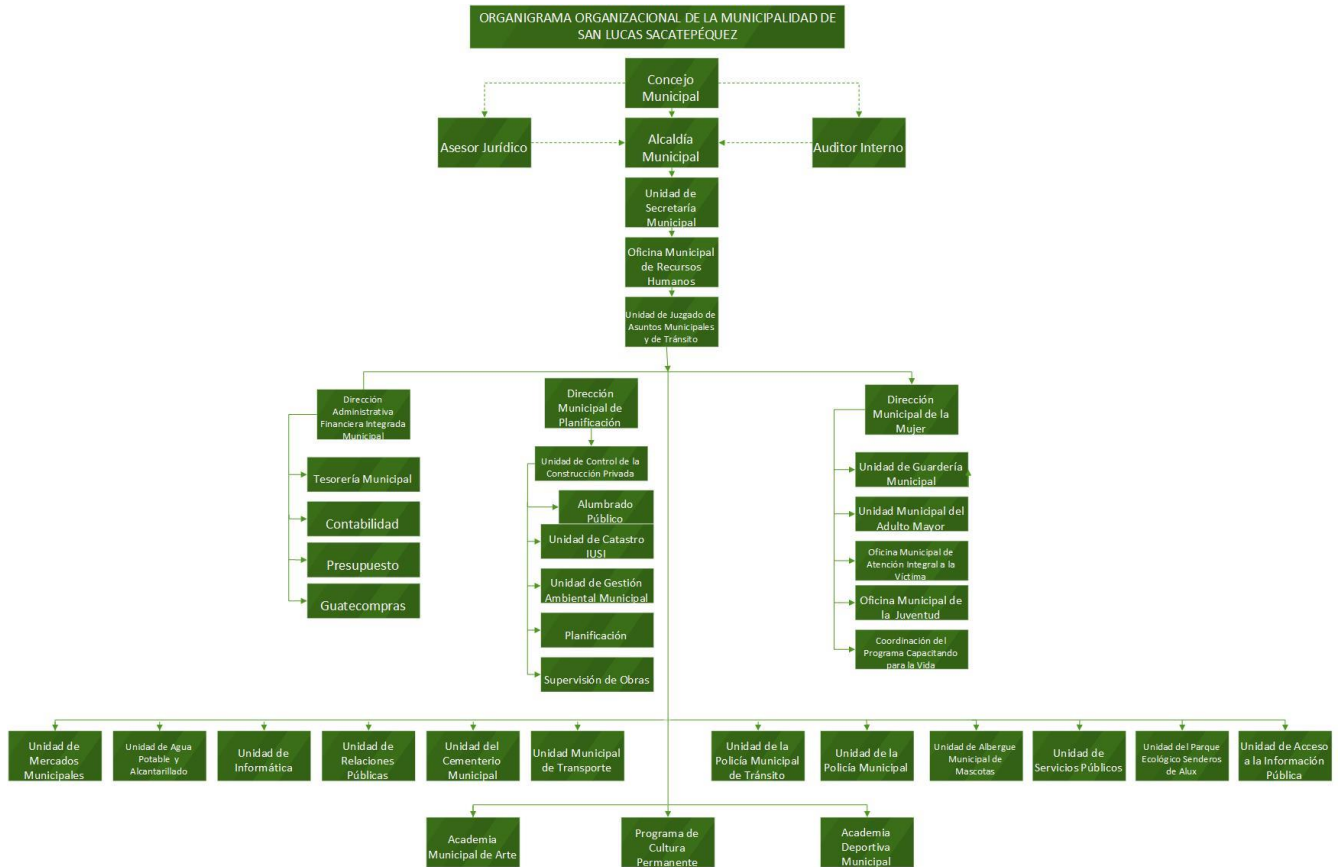 ORGANIGRAMA ORGANIZACIONAL DE LA MUNICIPALIDAD DE
SAN LUCAS SACATEPÉQUEZ
Concejo
Municipal
Asesor Jurídico
Alcaldía
Municipal
Auditor Interno
Unidad de
Secretaría
Municipal
Oficina Municipal
de Recursos
Humanos
Unidad de Juzgado de
Asuntos Municipales
y de Tránsito
Dirección
Administrativa
Financiera Integrada
Municipal
Tesorería Municipal
Contabilidad
Presupuesto
Guatecompras
Dirección
Municipal de
Planificación
Unidad de Control de la
Construcción Privada
Alumbrado
Público
Unidad de Catastro
IUSI
Unidad de Gestión
Ambiental Municipal
Planificación
Supervisión de Obras
Dirección
Municipal de la
Mujer
Unidad de Guardería
Municipal
Unidad Municipal del
Adulto Mayor
Oficina Municipal de
Atención Integral a la
Víctima
Oficina Municipal de
la Juventud
Coordinación del
Programa Capacitando
para la Vida
Unidad de
Mercados
Municipales
Unidad de Agua
Potable y
Alcantarillado
Unidad de
Informática
Unidad de
Relaciones
Públicas
Unidad del
Cementerio
Municipal
Unidad Municipal
de Transporte
Unidad de la
Policía Municipal
de Tránsito
Unidad de la
Policía Municipal
Unidad de Albergue
Municipal de
Mascotas
Unidad de
Servicios Públicos
Unidad del Parque
Ecológico Senderos
de Alux
Unidad de Acceso
a la Información
Pública
Academia
Municipal de Arte
Programa de
Cultura
Permanente
Academia
Deportiva
Municipal